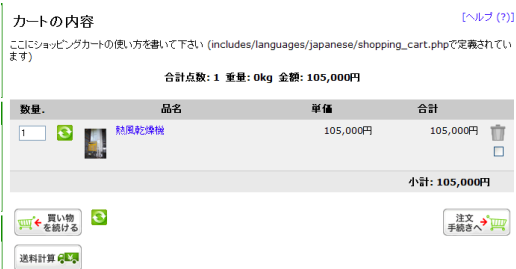 カートの内容
[ヘルプ (?)]
ここにショッピングカートの使い方を書いて下さい (includes/languages/japanese/shopping_cart.phpで定義されてい
ます)
合計点数: 1 重量: 0kg 金額: 105,000円
数量. 品名 単価 合計
1 熱風乾燥機 105,000円 105,000円
小計: 105,000円
買い物
を続ける
注文
手続きへ
送料計算